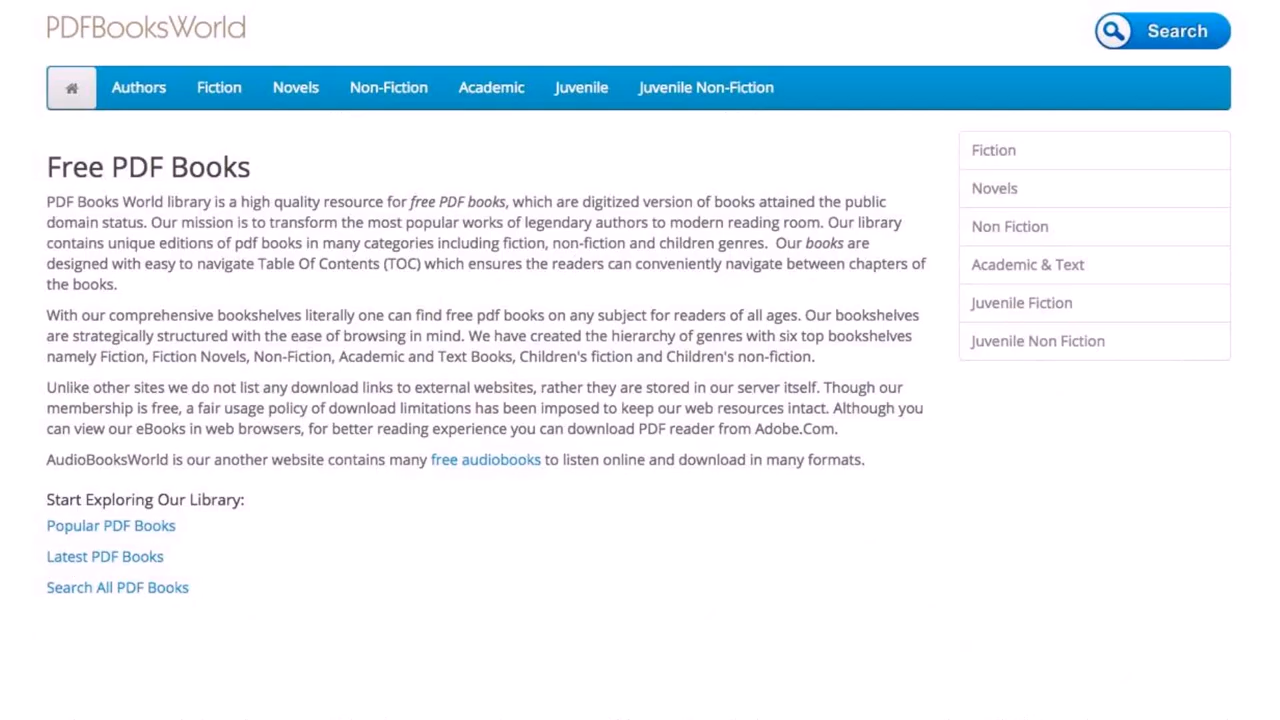 PDFBooksWorld
Search
Authors Fiction Novels Non-Fiction Academic Juvenile Juvenile Non-Fiction
Free PDF Books
PDF Books World library is a high quality resource for free PDF books, which are digitized version of books attained the public
domain status. Our mission is to transform the most popular works of legendary authors to modern reading room. Our library
contains unique editions of pdf books in many categories including fiction, non-fiction and children genres. Our books are
designed with easy to navigate Table Of Contents (TOC) which ensures the readers can conveniently navigate between chapters of
the books.
With our comprehensive bookshelves literally one can find free pdf books on any subject for readers of all ages. Our bookshelves
are strategically structured with the ease of browsing in mind. We have created the hierarchy of genres with six top bookshelves
namely Fiction, Fiction Novels, Non-Fiction, Academic and Text Books, Children's fiction and Children's non-fiction.
Unlike other sites we do not list any download links to external websites, rather they are stored in our server itself. Though our
membership is free, a fair usage policy of download limitations has been imposed to keep our web resources intact. Although you
can view our eBooks in web browsers, for better reading experience you can download PDF reader from Adobe.Com.
AudioBooksWorld is our another website contains many free audiobooks to listen online and download in many formats.
Start Exploring Our Library:
Popular PDF Books
Latest PDF Books
Search All PDF Books
Fiction
Novels
Non Fiction
Academic & Text
Juvenile Fiction
Juvenile Non Fiction